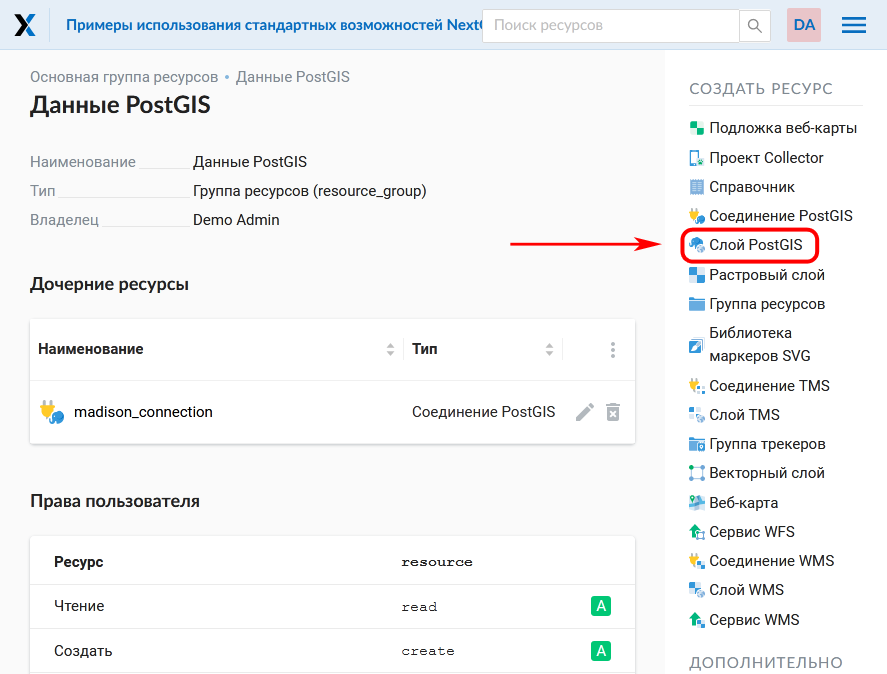 Примеры использования стандартных возможностей Next
Поиск ресурсов
DA
Основная группа ресурсов • Данные PostGIS
Данные PostGIS
Наименование Данные PostGIS
Тип Группа ресурсов (resource_group)
Владелец Demo Admin
Дочерние ресурсы
Наименование Тип
madison_connection Соединение PostGIS
Права пользователя
Ресурс resource
Чтение read A
Создать create A
СОЗДАТЬ РЕСУРС
Подложка веб-карты
Проект Collector
Справочник
Соединение PostGIS
Слой PostGIS
Растровый слой
Группа ресурсов
Библиотека
маркеров SVG
Соединение TMS
Слой TMS
Группа трекеров
Векторный слой
Веб-карта
Сервис WFS
Соединение WMS
Слой WMS
Сервис WMS
ДОПОЛНИТЕЛЬНО